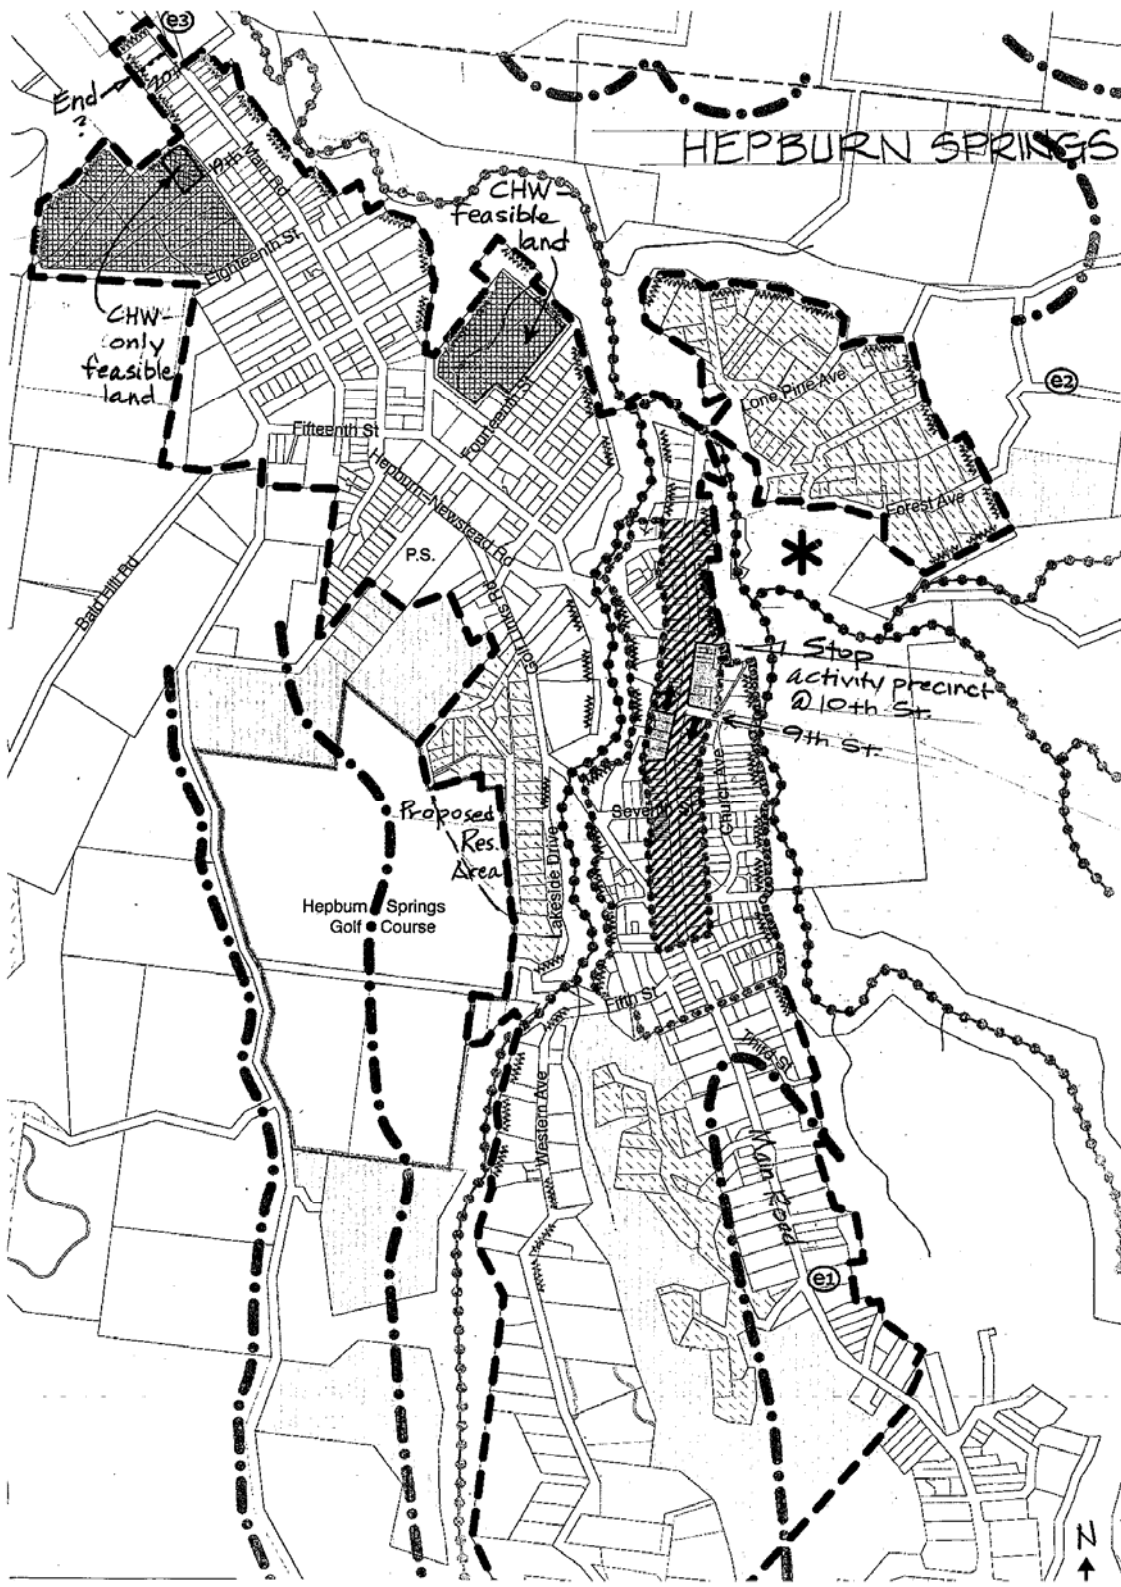 e3
20th
End
?
HEPBURN SPRINGS
19th
Main Rd
CHW -
feasible
land
Eighteenth St
CHW -
only
feasible
land
Lone Pine Ave
e2
Fifteenth St
Fourteenth St
Hepburn-Newstead Rd
Forest Ave
P.S.
Bald Hill Rd
Golf Links Rd
Stop
activity precinct
@ 10th St.
9th St.
Proposed
Res.
Area
Seventh St
Church Ave
Lakeside Drive
Hepburn Springs
Golf Course
Fifth St
Third St
Western Ave
Main Road
e1
N